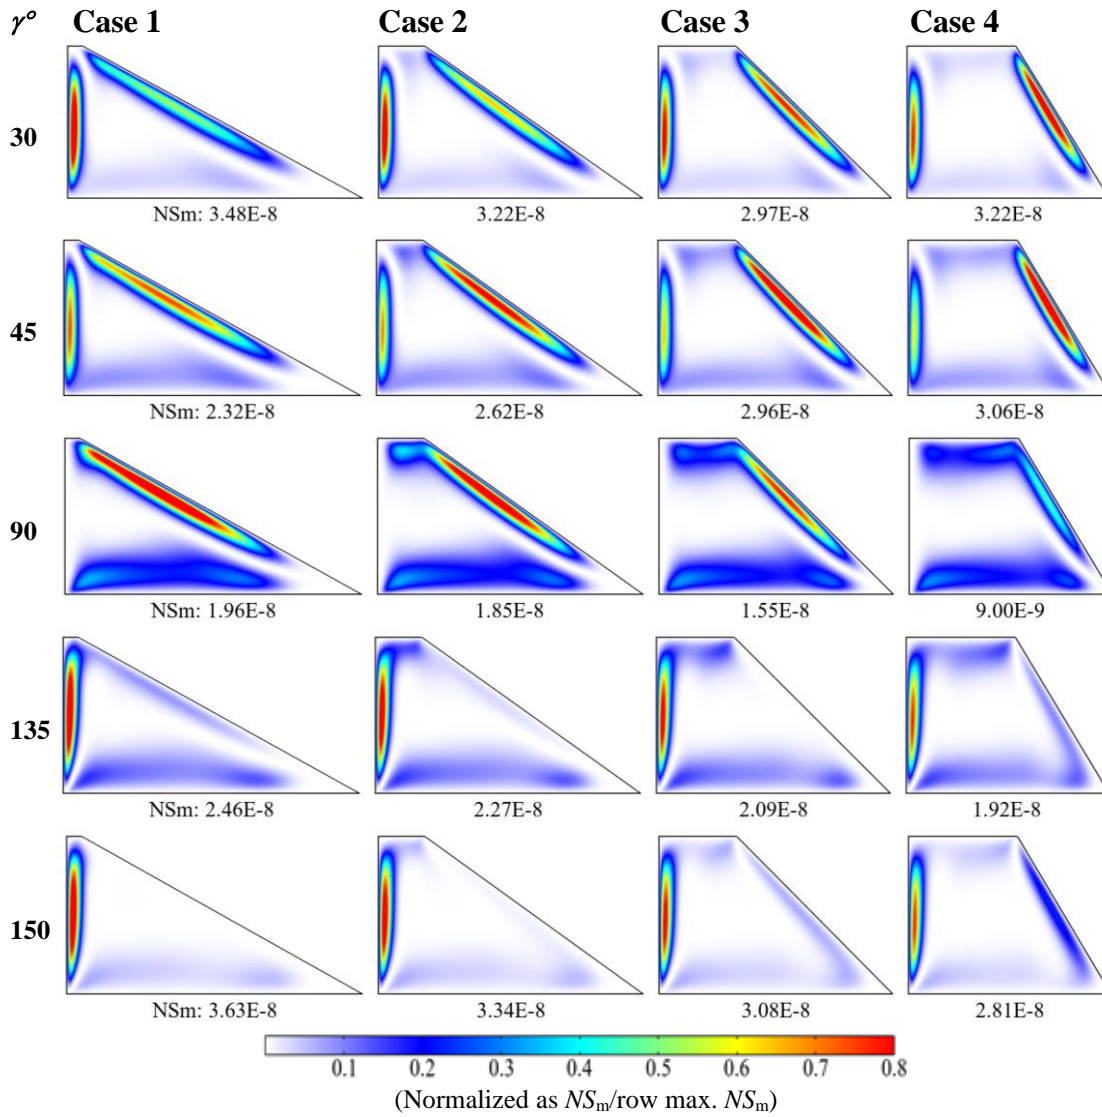 γ° Case 1 Case 2 Case 3 Case 4
30
NSm: 3.48E-8 3.22E-8 2.97E-8 3.22E-8
45
NSm: 2.32E-8 2.62E-8 2.96E-8 3.06E-8
90
NSm: 1.96E-8 1.85E-8 1.55E-8 9.00E-9
135
NSm: 2.46E-8 2.27E-8 2.09E-8 1.92E-8
150
NSm: 3.63E-8 3.34E-8 3.08E-8 2.81E-8
0.1 0.2 0.3 0.4 0.5 0.6 0.7 0.8
(Normalized as NSm/row max. NSm)